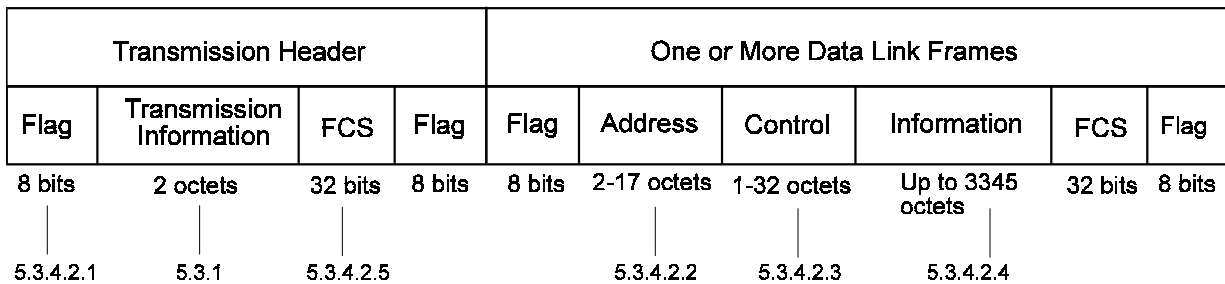 Transmission Header One or More Data Link Frames
Flag Transmission Information FCS Flag Flag Address Control Information FCS Flag
8 bits 2 octets 32 bits 8 bits 8 bits 2-17 octets 1-32 octets Up to 3345 octets 32 bits 8 bits
5.3.4.2.1 5.3.1 5.3.4.2.5 5.3.4.2.2 5.3.4.2.3 5.3.4.2.4